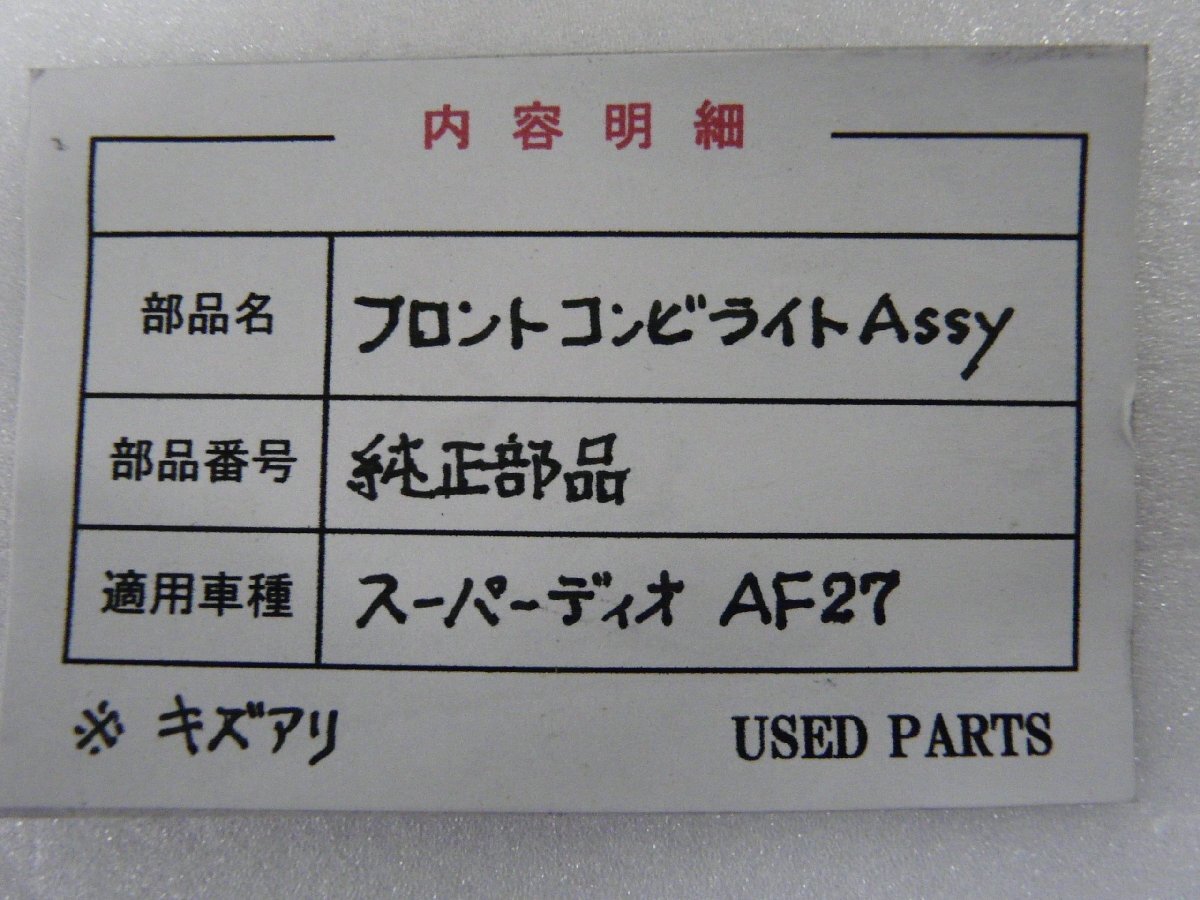 内容明細
部品名 フロントコンビライトAssy
部品番号 純正部品
適用車種 スーパーディオ AF27
※ キズアリ USED PARTS